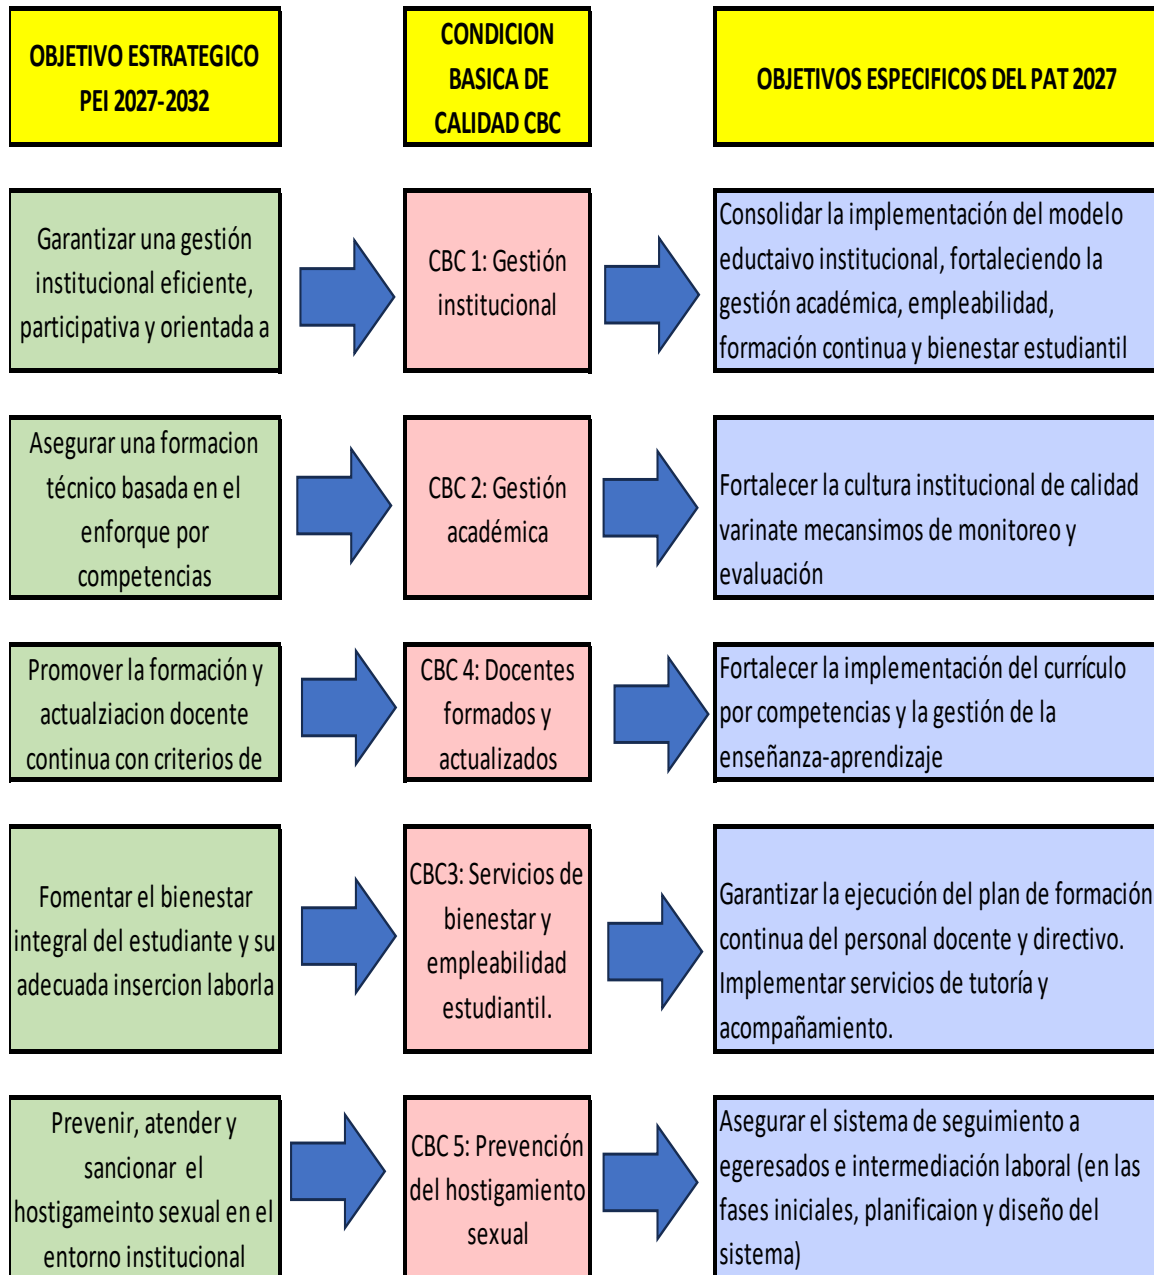 OBJETIVO ESTRATEGICO
PEI 2027-2032
CONDICION
BASICA DE
CALIDAD CBC
OBJETIVOS ESPECIFICOS DEL PAT 2027
Garantizar una gestión
institucional eficiente,
participativa y orientada a
CBC 1: Gestión
institucional
Consolidar la implementación del modelo
eductaivo institucional, fortaleciendo la
gestión académica, empleabilidad,
formación continua y bienestar estudiantil
Asegurar una formacion
técnico basada en el
enforque por
competencias
CBC 2: Gestión
académica
Fortalecer la cultura institucional de calidad
varinate mecansimos de monitoreo y
evaluación
Promover la formación y
actualziacion docente
continua con criterios de
CBC 4: Docentes
formados y
actualizados
Fortalecer la implementación del currículo
por competencias y la gestión de la
enseñanza-aprendizaje
Fomentar el bienestar
integral del estudiante y su
adecuada insercion laborla
CBC3: Servicios de
bienestar y
empleabilidad
estudiantil.
Garantizar la ejecución del plan de formación
continua del personal docente y directivo.
Implementar servicios de tutoría y
acompañamiento.
Prevenir, atender y
sancionar el
hostigameinto sexual en el
entorno institucional
CBC 5: Prevención
del hostigamiento
sexual
Asegurar el sistema de seguimiento a
egeresados e intermediación laboral (en las
fases iniciales, planificaion y diseño del
sistema)